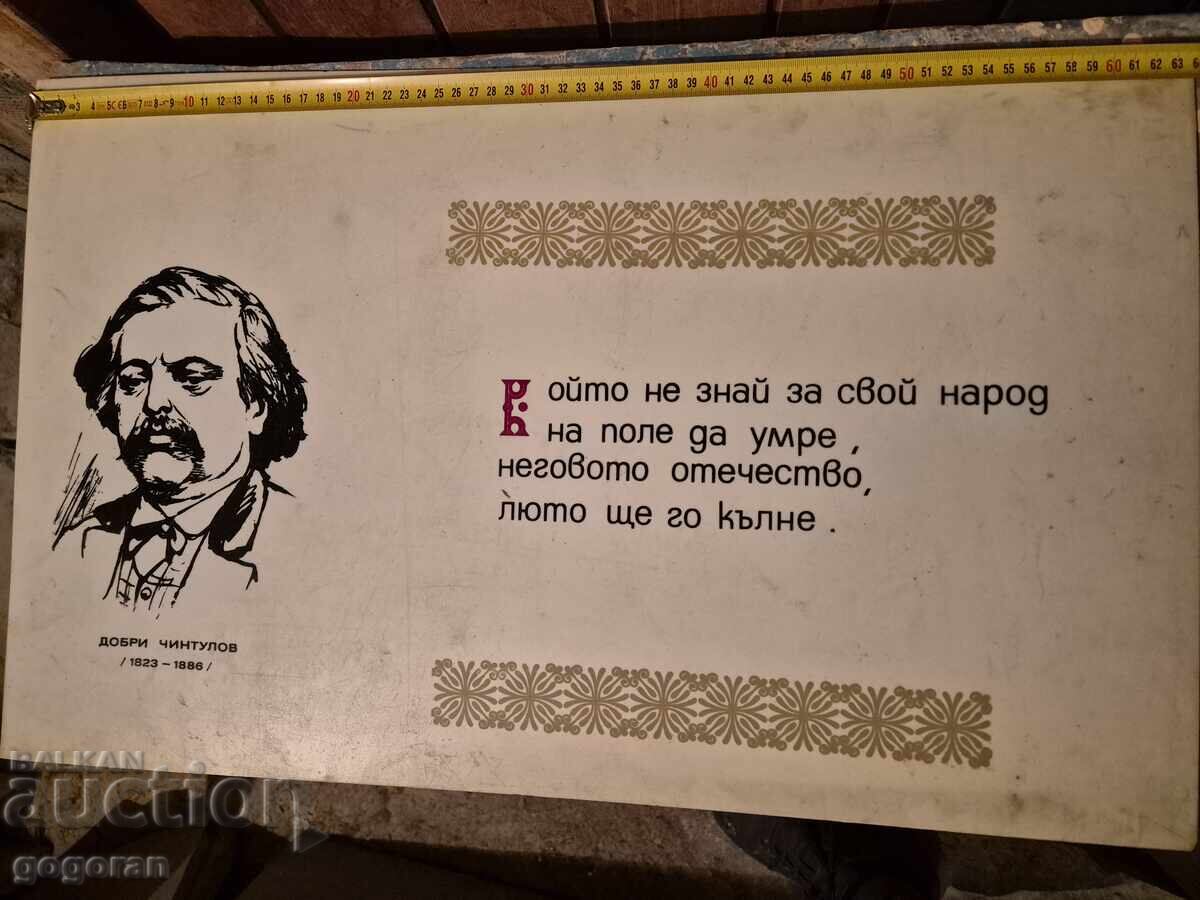 Който не знай за свой народ
на поле да умре,
неговото отечество,
люто ще го кълне.
ДОБРИ ЧИНТУЛОВ
/1823 – 1886/
BALKAN
auction
gogoran